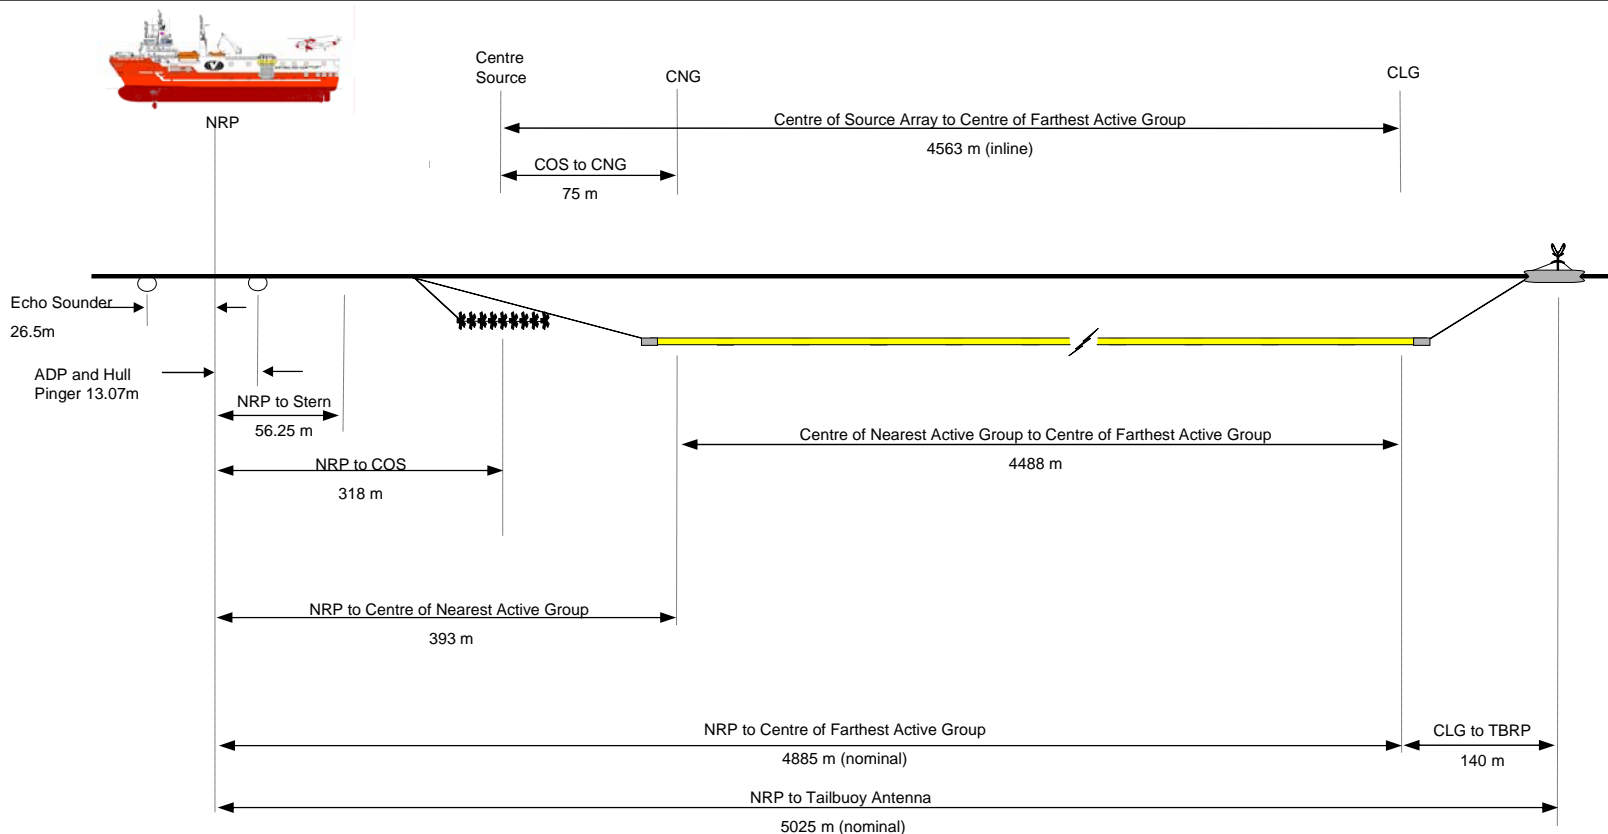 Centre
Source
CNG
CLG
NRP
Centre of Source Array to Centre of Farthest Active Group
4563 m (inline)
COS to CNG
75 m
Echo Sounder
26.5m
ADP and Hull
Pinger 13.07m
NRP to Stern
56.25 m
Centre of Nearest Active Group to Centre of Farthest Active Group
4488 m
NRP to COS
318 m
NRP to Centre of Nearest Active Group
393 m
NRP to Centre of Farthest Active Group
4885 m (nominal)
CLG to TBRP
140 m
NRP to Tailbuoy Antenna
5025 m (nominal)